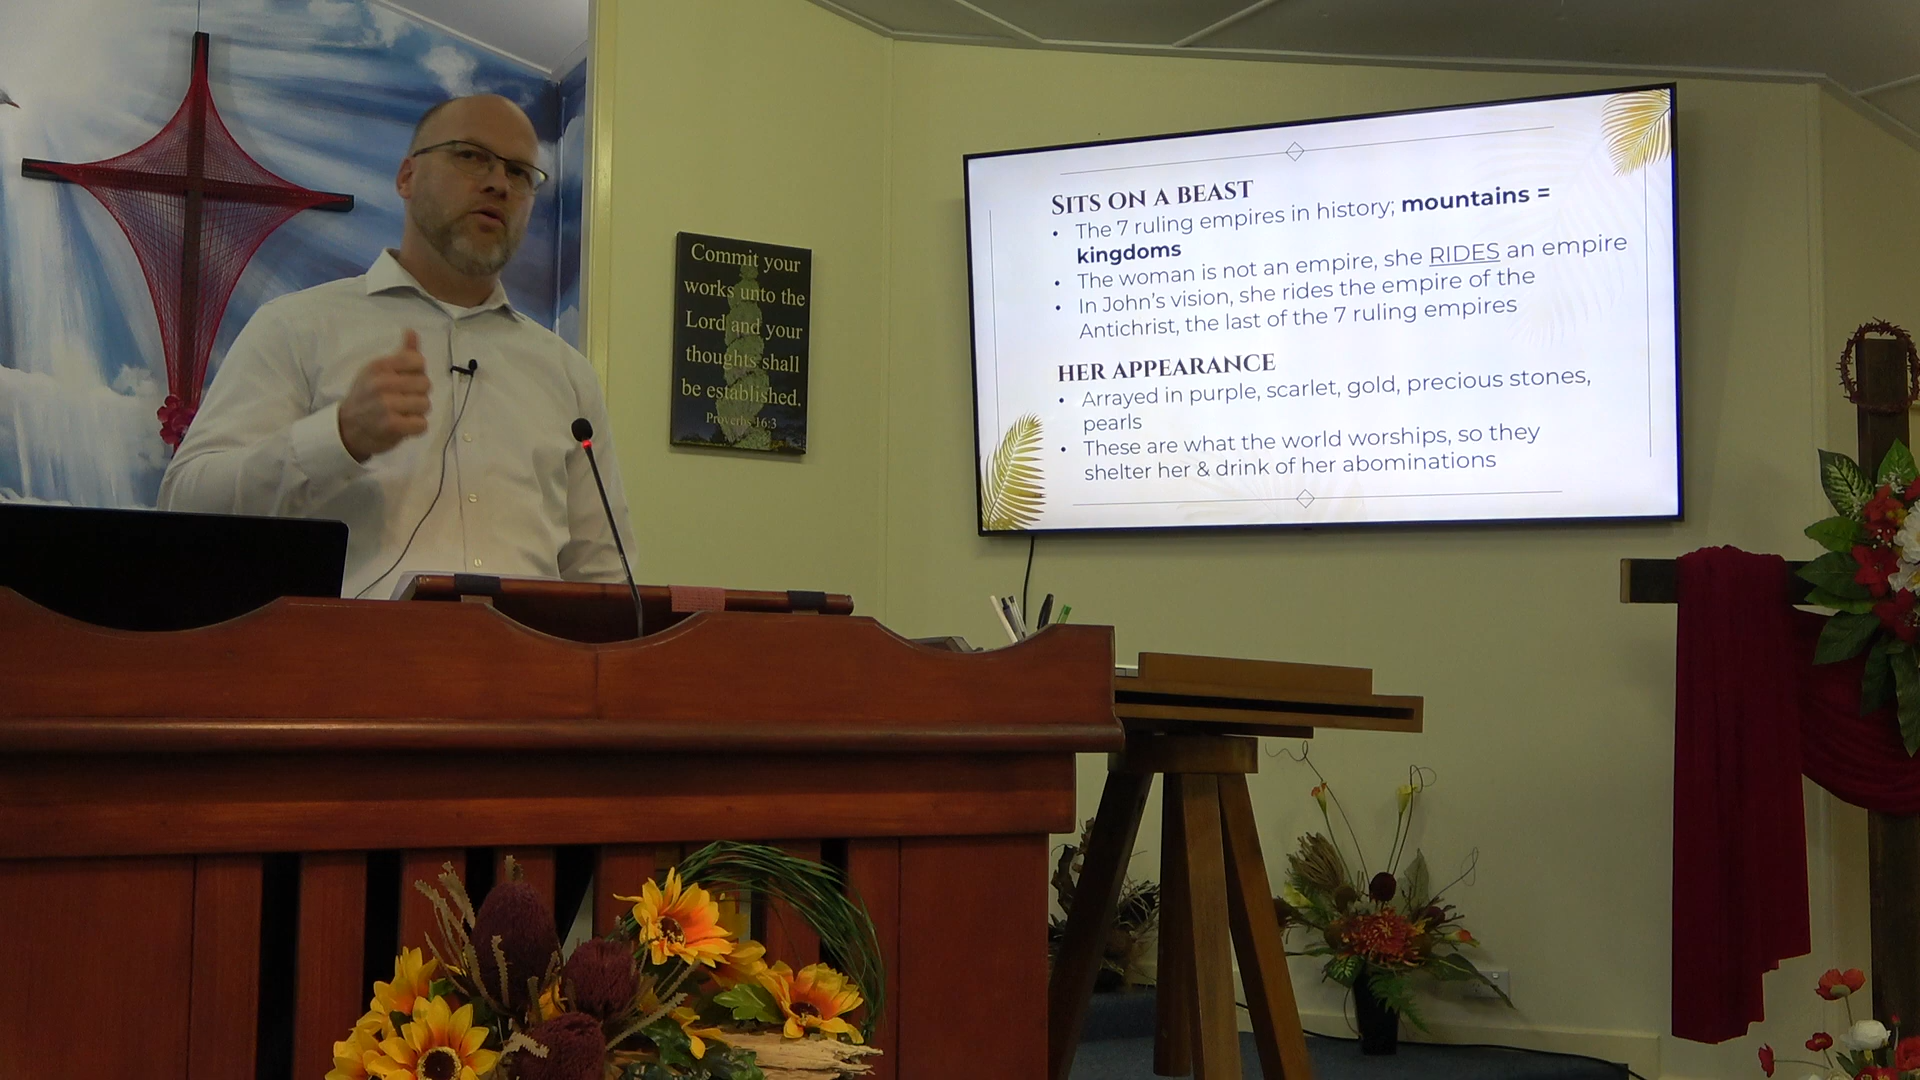 Commit your
works unto the
Lord and your
thoughts shall
be established.
Proverbs 16:3
SITS ON A BEAST
• The 7 ruling empires in history; mountains =
kingdoms
• The woman is not an empire, she RIDES an empire
• In John's vision, she rides the empire of the
Antichrist, the last of the 7 ruling empires
HER APPEARANCE
• Arrayed in purple, scarlet, gold, precious stones,
pearls
• These are what the world worships, so they
shelter her & drink of her abominations